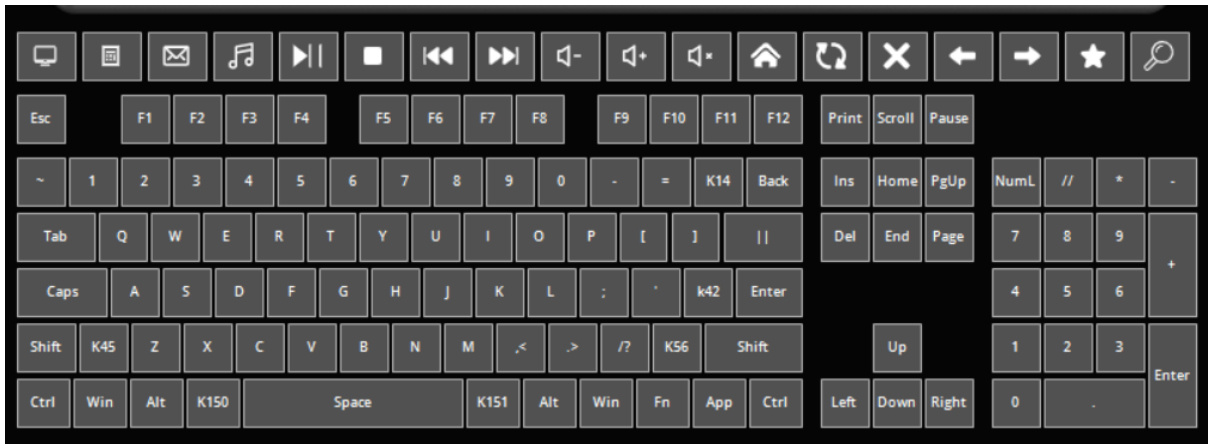 Esc F1 F2 F3 F4 F5 F6 F7 F8 F9 F10 F11 F12 Print Scroll Pause
~ 1 2 3 4 5 6 7 8 9 0 - = K14 Back Ins Home PgUp NumL // * -
Tab Q W E R T Y U I O P [ ] || Del End Page 7 8 9 +
Caps A S D F G H J K L ; ' k42 Enter 4 5 6
Shift K45 Z X C V B N M ,< .> /? K56 Shift Up 1 2 3 Enter
Ctrl Win Alt K150 Space K151 Alt Win Fn App Ctrl Left Down Right 0 .